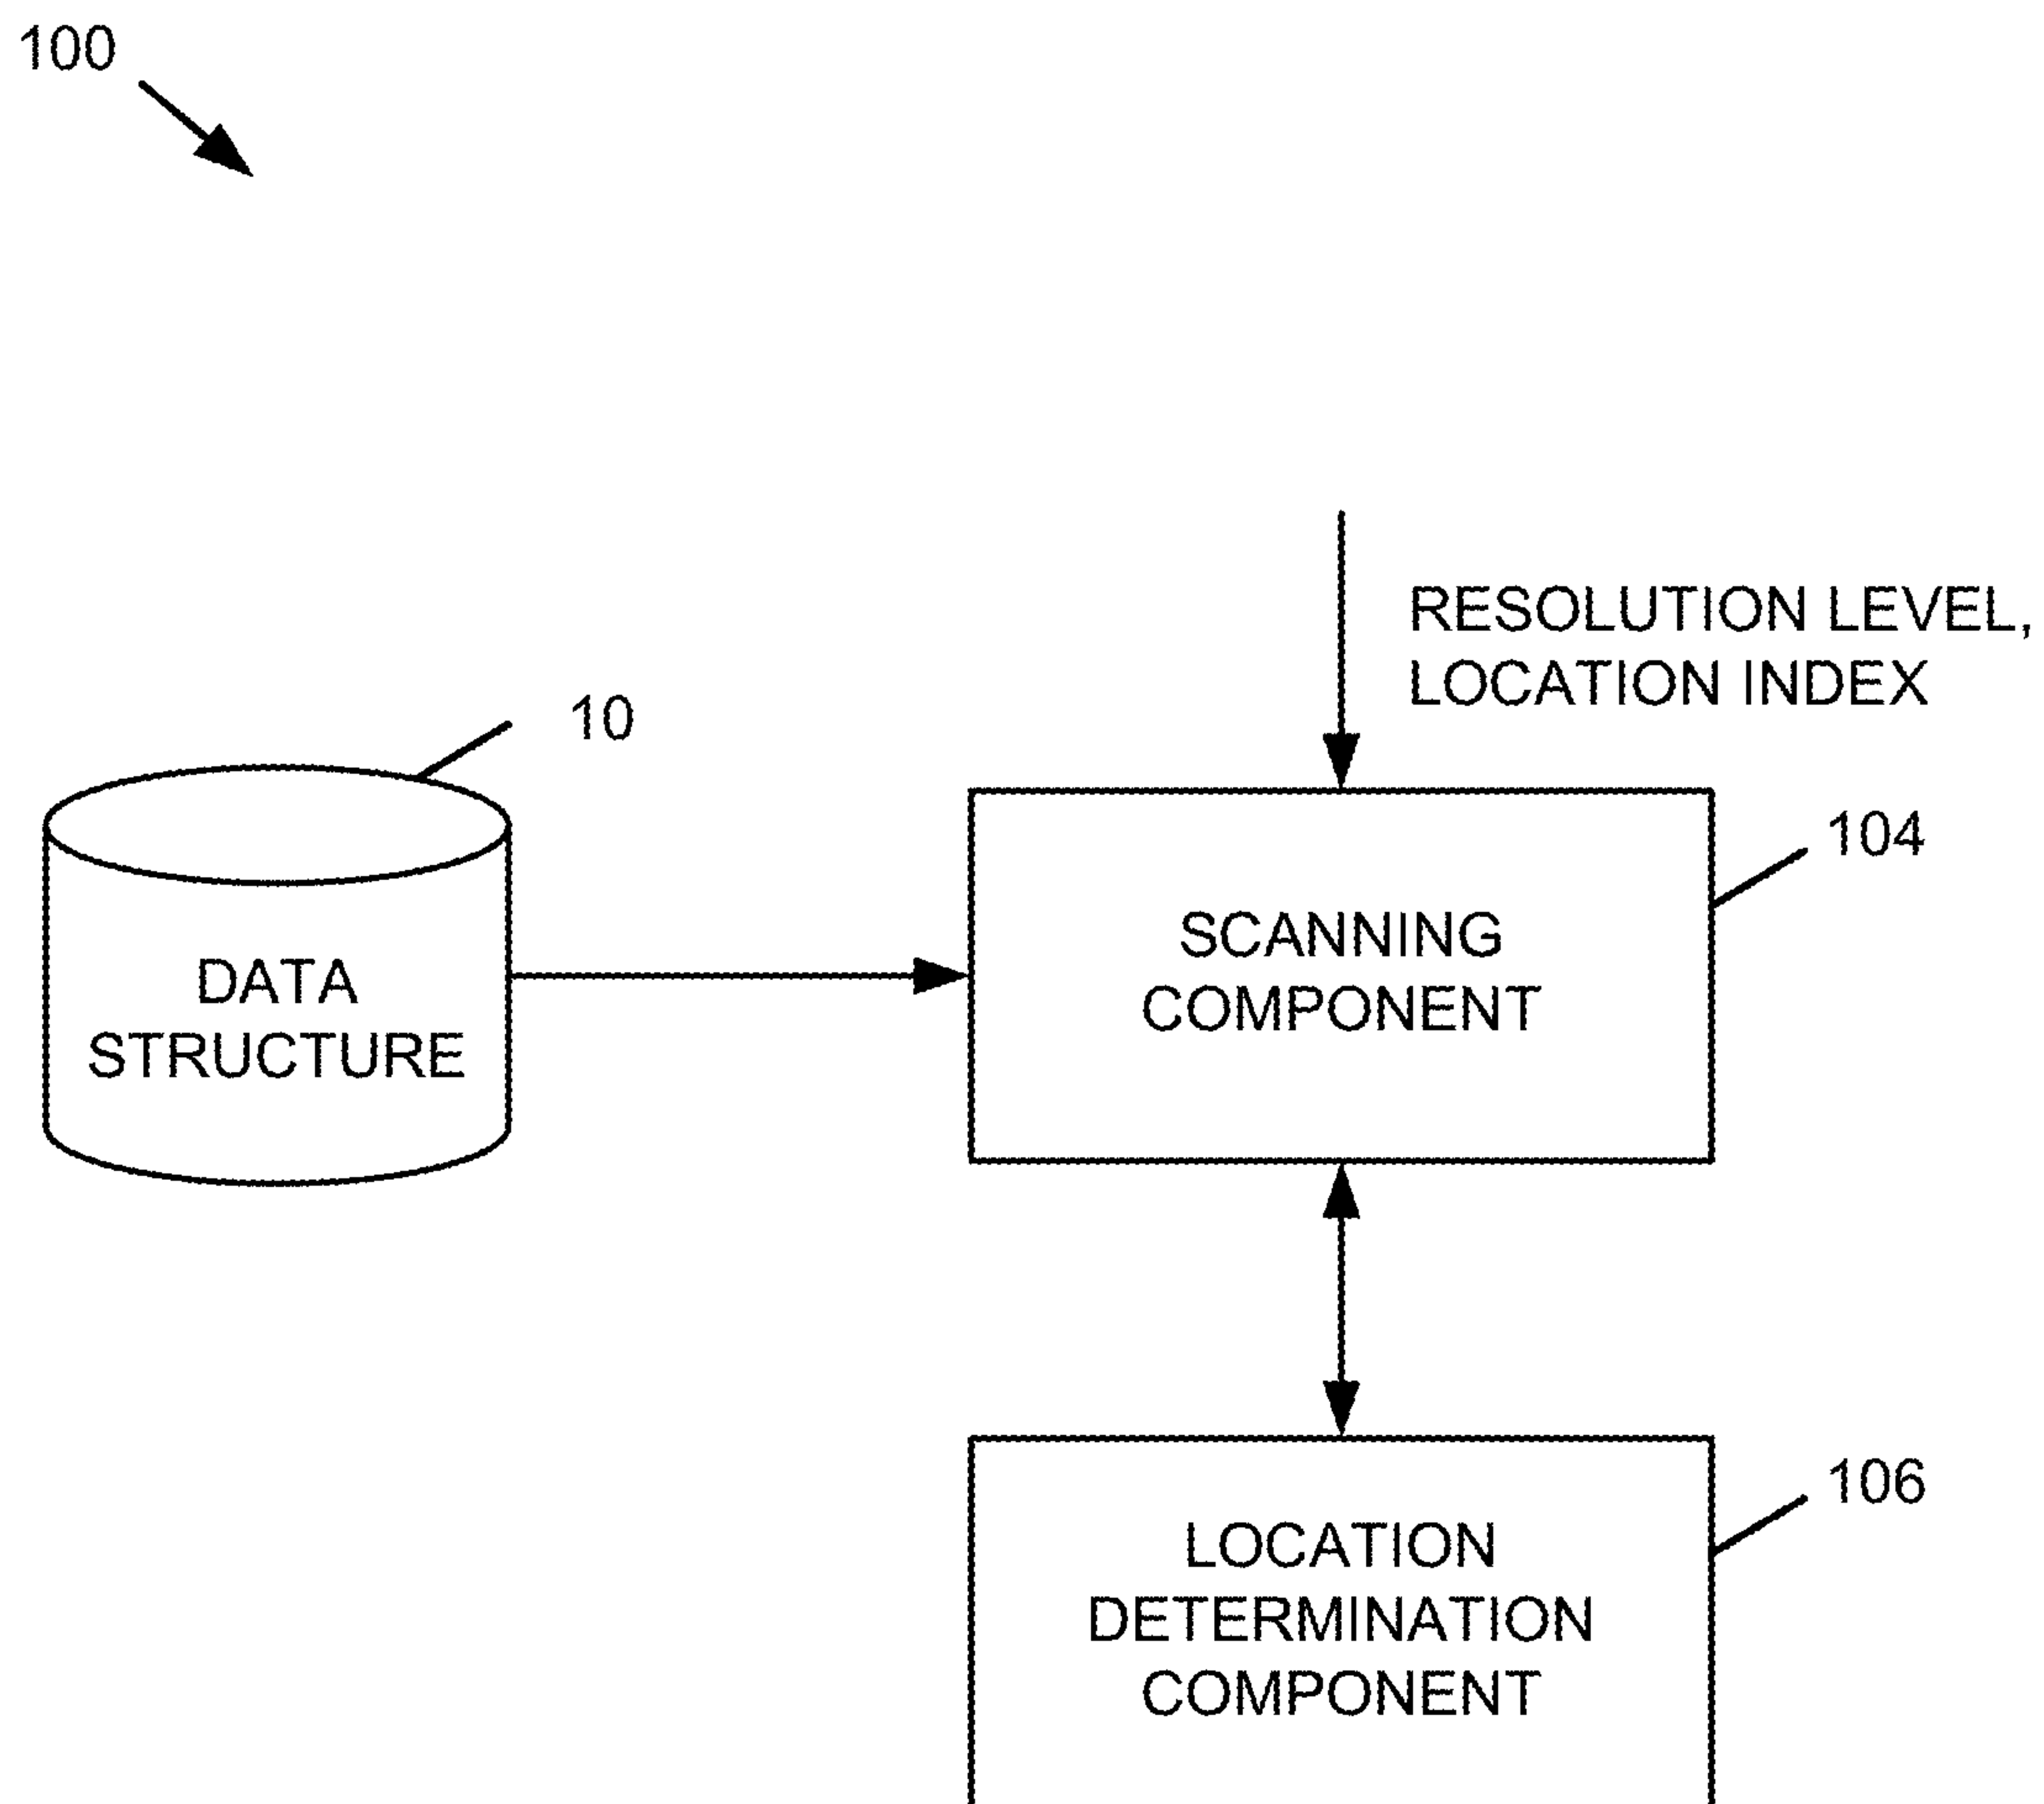 100
RESOLUTION LEVEL,
LOCATION INDEX
10
104
DATA
STRUCTURE
SCANNING
COMPONENT
106
LOCATION
DETERMINATION
COMPONENT